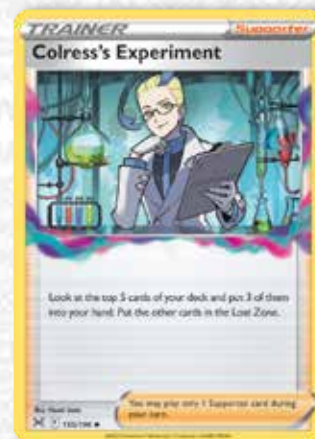 TRAINER
Supporter
Colress's Experiment
Look at the top 5 cards of your deck and put 3 of them
into your hand. Put the other cards in the Lost Zone.
You may play only 1 Supporter card during
your turn.
155/196